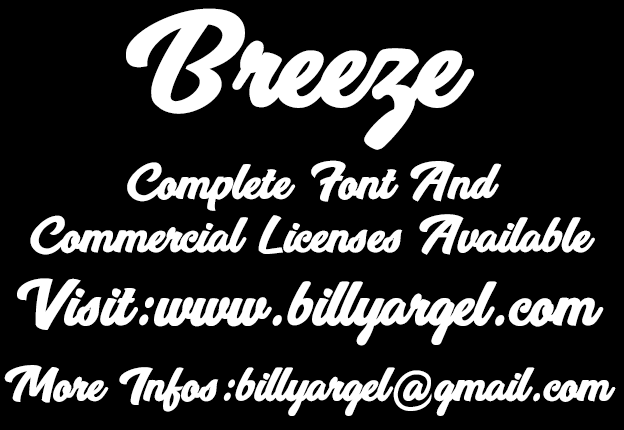 Breeze
Complete Font And
Commercial Licenses Available
Visit:www.billyargel.com
More Infos:billyargel@gmail.com